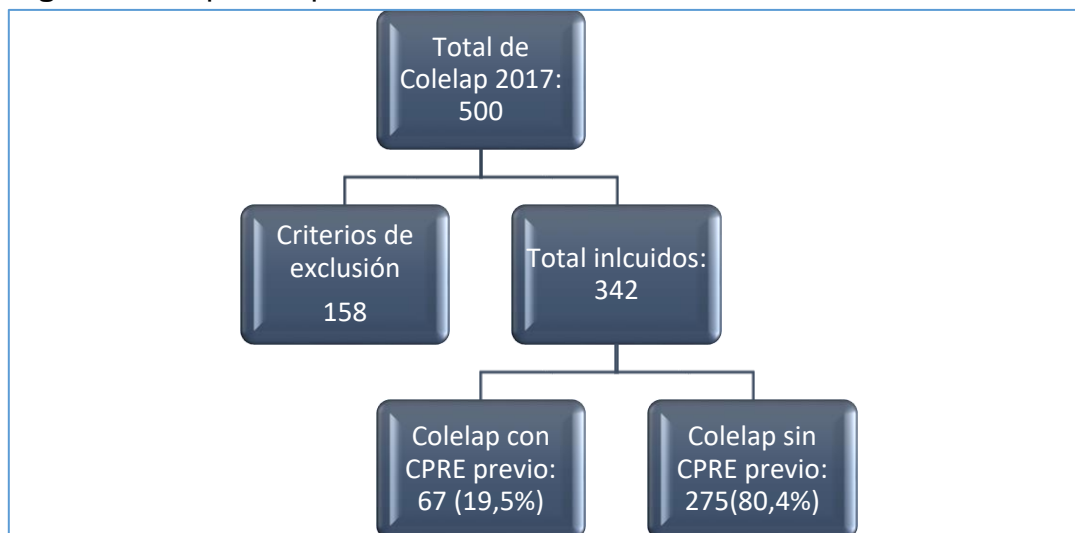 Total de
Colelap 2017:
500
Criterios de
exclusión
158
Total inlcuidos:
342
Colelap con
CPRE previo:
67 (19,5%)
Colelap sin
CPRE previo:
275(80,4%)